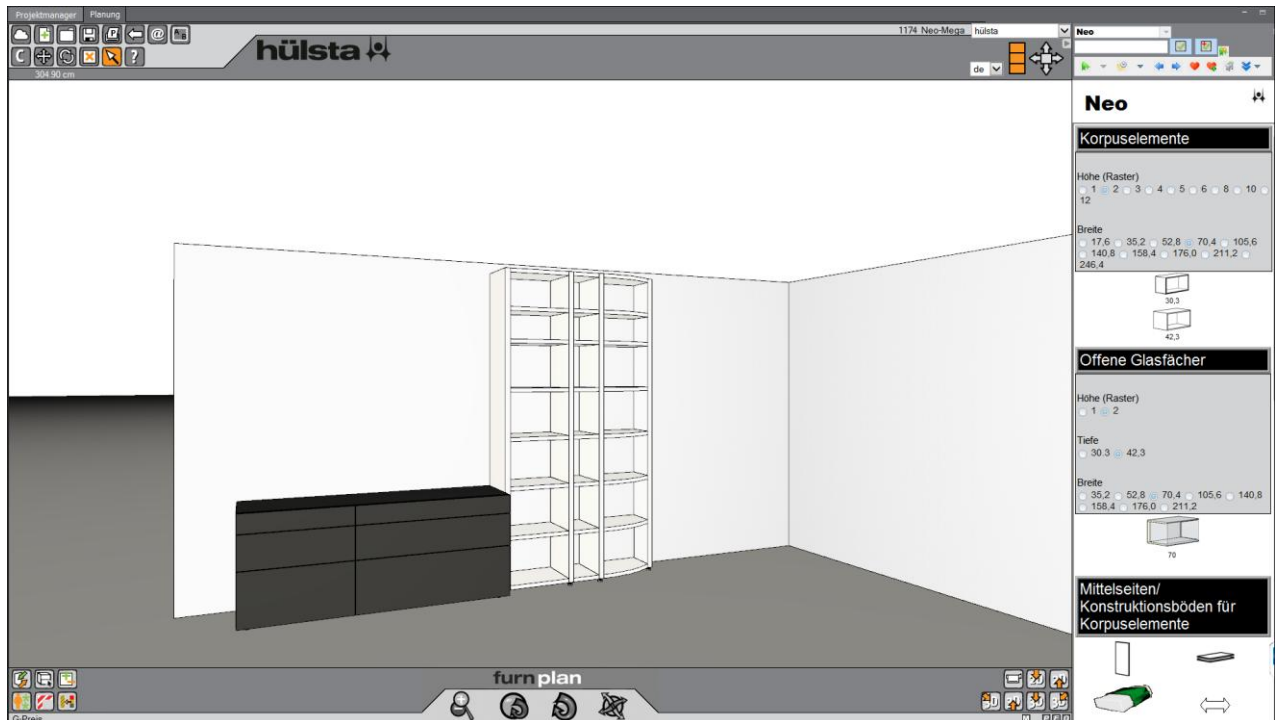 Projektmanager Planung
1174 Neo-Mega hülsta
Neo
hülsta
de
304.90 cm
Neo
Korpuselemente
Höhe (Raster)
1 2 3 4 5 6 8 10
12
Breite
17,6 35,2 52,8 70,4 105,6
140,8 158,4 176,0 211,2
246,4
30,3
42,3
Offene Glasfächer
Höhe (Raster)
1 2
Tiefe
30.3 42,3
Breite
35,2 52,8 70,4 105,6 140,8
158,4 176,0 211,2
70
Mittelseiten/
Konstruktionsböden für
Korpuselemente
furnplan
G-Preis